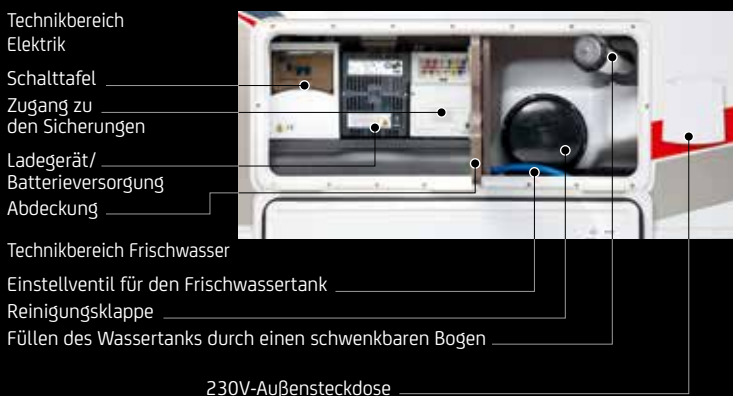 Technikbereich
Elektrik
Schalttafel
Zugang zu
den Sicherungen
Ladegerät/
Batterieversorgung
Abdeckung
Technikbereich Frischwasser
Einstellventil für den Frischwassertank
Reinigungsklappe
Füllen des Wassertanks durch einen schwenkbaren Bogen
230V-Außensteckdose